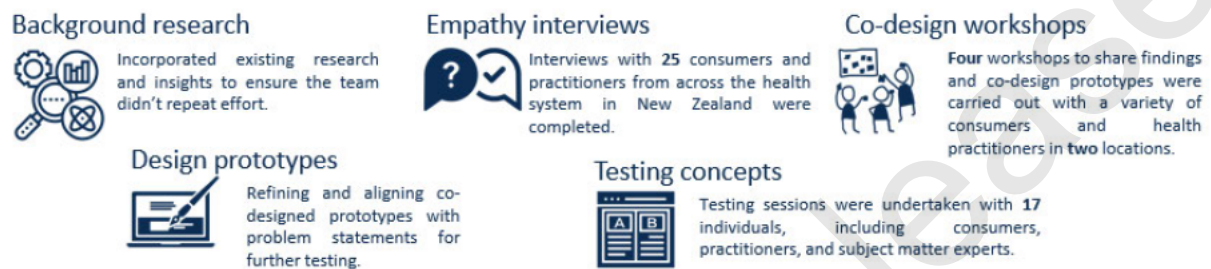 Background research
Incorporated existing research
and insights to ensure the team
didn't repeat effort.
Empathy interviews
Interviews with 25 consumers and
practitioners from across the health
system in New Zealand were
completed.
Co-design workshops
Four workshops to share findings
and co-design prototypes were
carried out with a variety of
consumers and health
practitioners in two locations.
Design prototypes
Refining and aligning co-
designed prototypes with
problem statements for
further testing.
Testing concepts
A B
Testing sessions were undertaken with 17
individuals, including consumers,
practitioners, and subject matter experts.